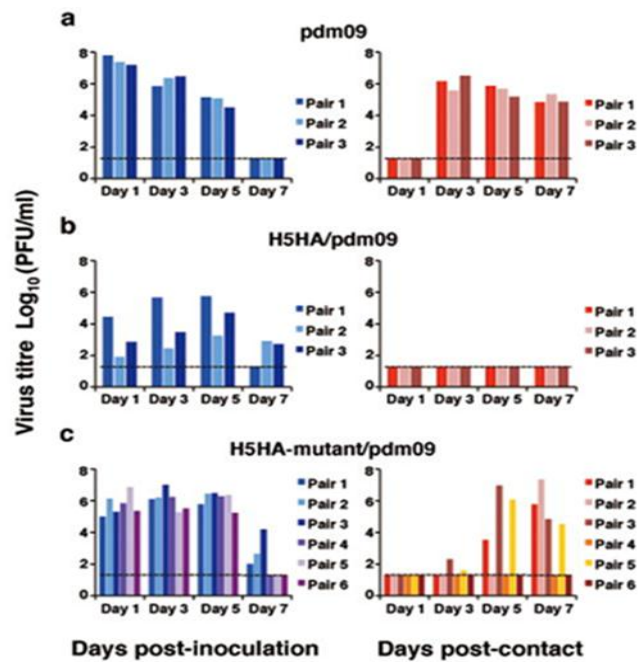 a
pdm09
8
6
4
2
0
Day 1 Day 3 Day 5 Day 7
Pair 1
Pair 2
Pair 3
8
6
4
2
0
Day 1 Day 3 Day 5 Day 7
Pair 1
Pair 2
Pair 3
b
H5HA/pdm09
8
6
4
2
0
Day 1 Day 3 Day 5 Day 7
Pair 1
Pair 2
Pair 3
8
6
4
2
0
Day 1 Day 3 Day 5 Day 7
Pair 1
Pair 2
Pair 3
Virus titre Log10 (PFU/ml)
c
H5HA-mutant/pdm09
8
6
4
2
0
Day 1 Day 3 Day 5 Day 7
Pair 1
Pair 2
Pair 3
Pair 4
Pair 5
Pair 6
8
6
4
2
0
Day 1 Day 3 Day 5 Day 7
Pair 1
Pair 2
Pair 3
Pair 4
Pair 5
Pair 6
Days post-inoculation
Days post-contact